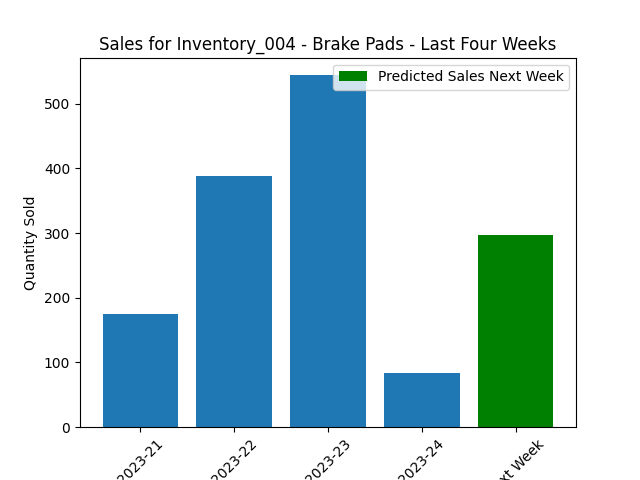 Sales for Inventory_004 - Brake Pads - Last Four Weeks
Predicted Sales Next Week
Quantity Sold
500
400
300
200
100
0
2023-21
2023-22
2023-23
2023-24
Week